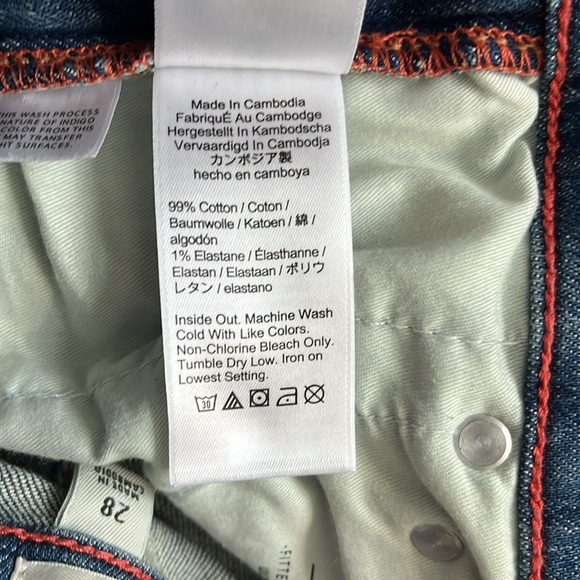 THIS WASH PROCESS
NATURE OF INDIGO
COLOR FROM THIS
MAY TRANSFER
HT SURFACES.
Made In Cambodia
FabriquÉ Au Cambodge
Hergestellt In Kambodscha
Vervaardigd In Cambodja
カンボジア製
hecho en camboya
99% Cotton / Coton /
Baumwolle / Katoen / 綿 /
algodón
1% Elastane / Élasthanne /
Elastan / Elastaan / ポリウ
レタン / elastano
Inside Out. Machine Wash
Cold With Like Colors.
Non-Chlorine Bleach Only.
Tumble Dry Low. Iron on
Lowest Setting.
30
28
MADE IN
CAMBODIA